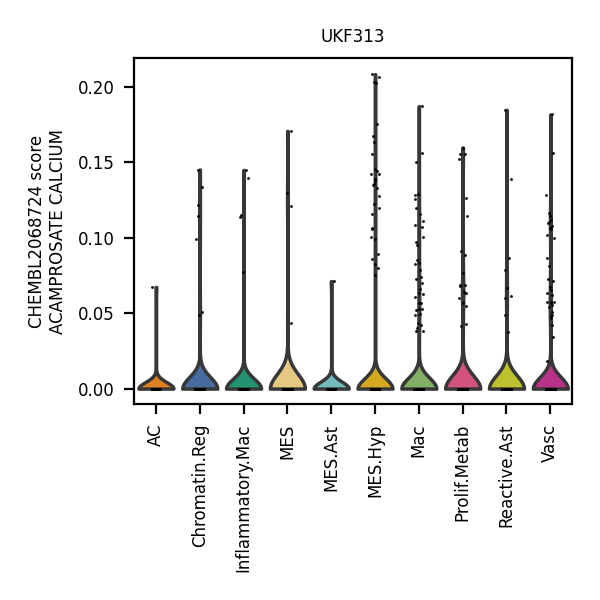 UKF313
CHEMBL2068724 score
ACAMPROSATE CALCIUM
0.20
0.15
0.10
0.05
0.00
AC
Chromatin.Reg
Inflammatory.Mac
MES
MES.Ast
MES.Hyp
Mac
Prolif.Metab
Reactive.Ast
Vasc